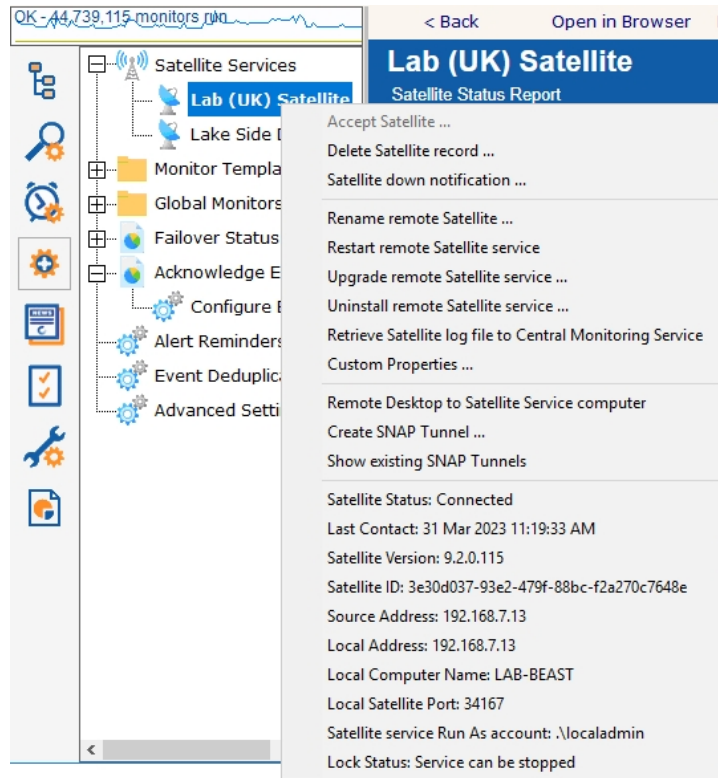 OK - 44,739,115 monitors run
< Back
Open in Browser
Lab (UK) Satellite
Satellite Status Report
Satellite Services
Lab (UK) Satellite
Lake Side
Monitor Templa
Global Monitors
Failover Status
Acknowledge E
Configure
Alert Reminders
Event Deduplic
Advanced Setti
NEWS
Accept Satellite ...
Delete Satellite record ...
Satellite down notification ...
Rename remote Satellite ...
Restart remote Satellite service
Upgrade remote Satellite service ...
Uninstall remote Satellite service ...
Retrieve Satellite log file to Central Monitoring Service
Custom Properties ...
Remote Desktop to Satellite Service computer
Create SNAP Tunnel ...
Show existing SNAP Tunnels
Satellite Status: Connected
Last Contact: 31 Mar 2023 11:19:33 AM
Satellite Version: 9.2.0.115
Satellite ID: 3e30d037-93e2-479f-88bc-f2a270c7648e
Source Address: 192.168.7.13
Local Address: 192.168.7.13
Local Computer Name: LAB-BEAST
Local Satellite Port: 34167
Satellite service Run As account: .\localadmin
Lock Status: Service can be stopped